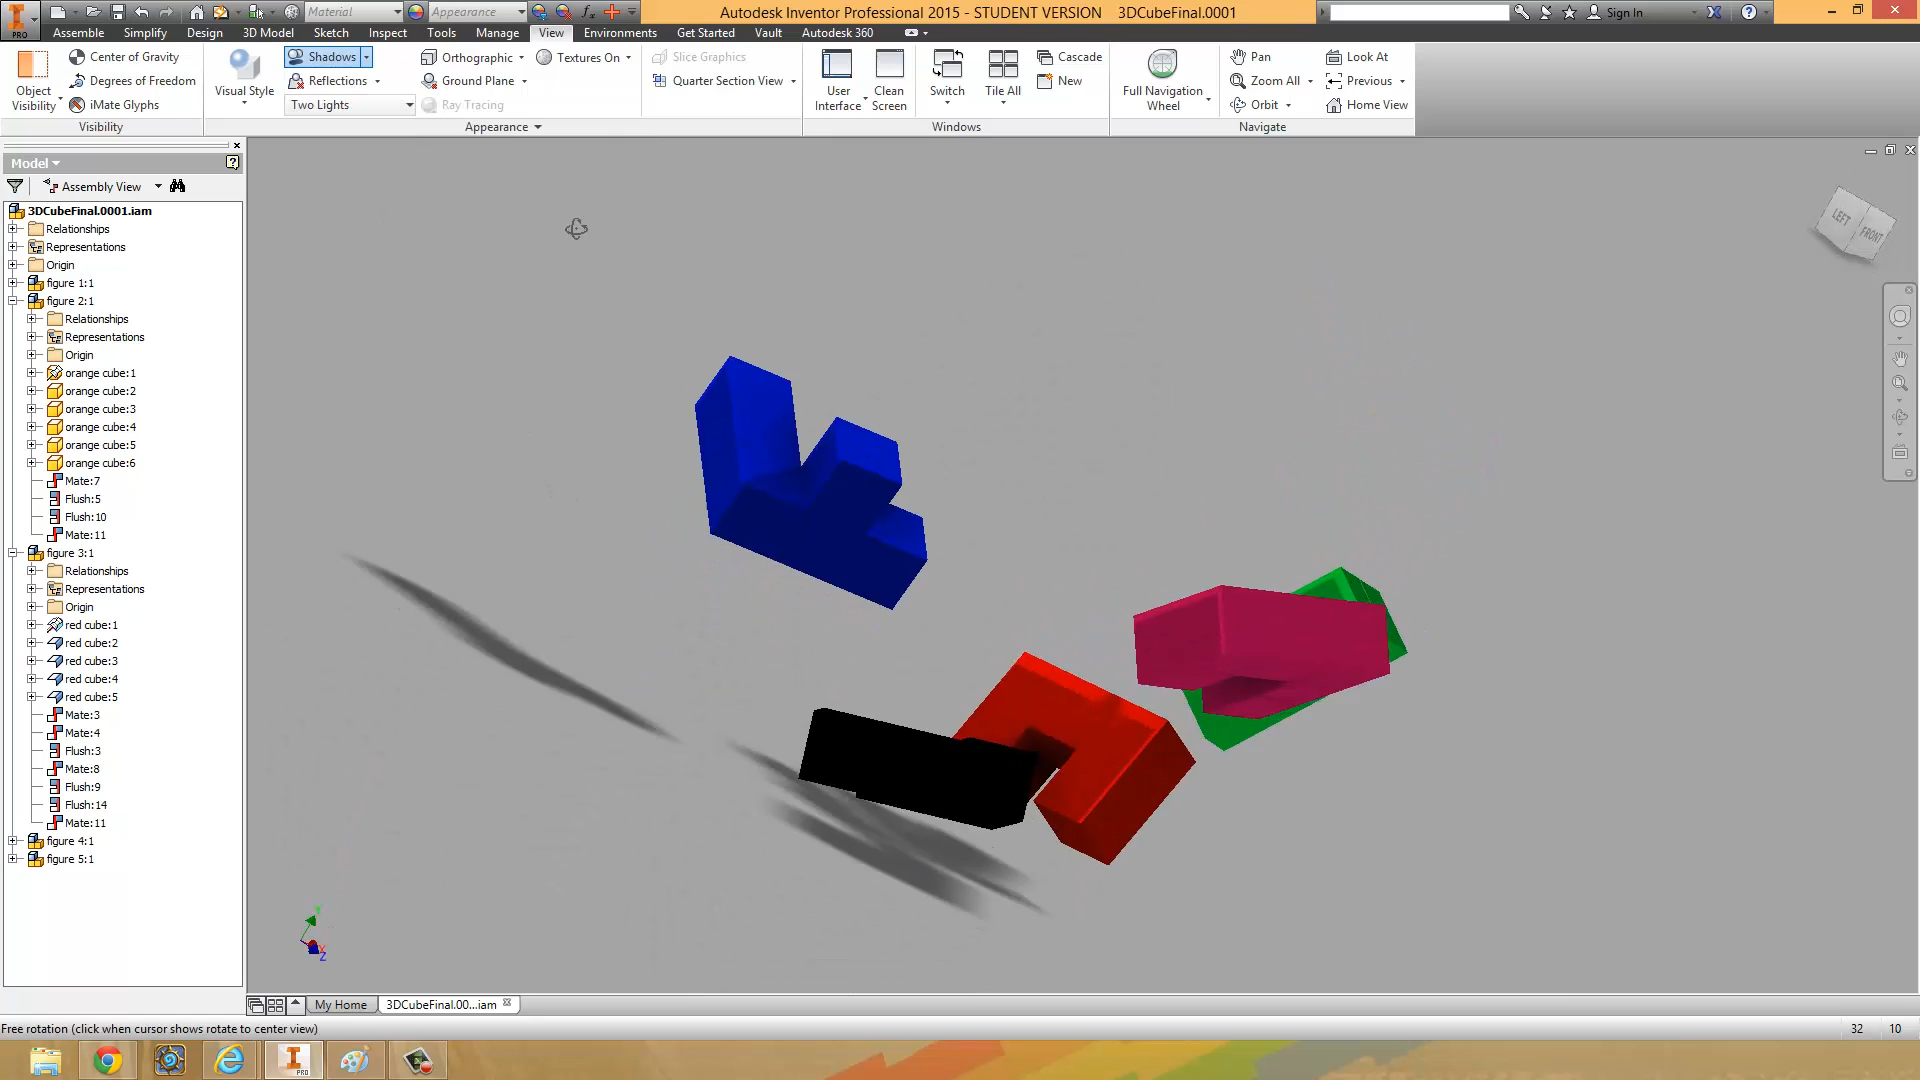 Material
Appearance
Autodesk Inventor Professional 2015 - STUDENT VERSION 3DCubeFinal.0001
Sign In
PRO
Assemble Simplify Design 3D Model Sketch Inspect Tools Manage View Environments Get Started Vault Autodesk 360
Object Visibility
Center of Gravity
Degrees of Freedom
iMate Glyphs
Visibility
Visual Style
Shadows
Reflections
Two Lights
Orthographic
Ground Plane
Ray Tracing
Textures On
Appearance
Slice Graphics
Quarter Section View
User Interface
Clean Screen
Switch
Tile All
Cascade
New
Windows
Full Navigation Wheel
Pan
Zoom All
Orbit
Look At
Previous
Home View
Navigate
Model
Assembly View
3DCubeFinal.0001.iam
Relationships
Representations
Origin
figure 1:1
figure 2:1
Relationships
Representations
Origin
orange cube:1
orange cube:2
orange cube:3
orange cube:4
orange cube:5
orange cube:6
Mate:7
Flush:5
Flush:10
Mate:11
figure 3:1
Relationships
Representations
Origin
red cube:1
red cube:2
red cube:3
red cube:4
red cube:5
Mate:3
Mate:4
Flush:3
Mate:8
Flush:9
Flush:14
Mate:11
figure 4:1
figure 5:1
LEFT
FRONT
Z
My Home
3DCubeFinal.00...iam
Free rotation (click when cursor shows rotate to center view)
32 10
PRO